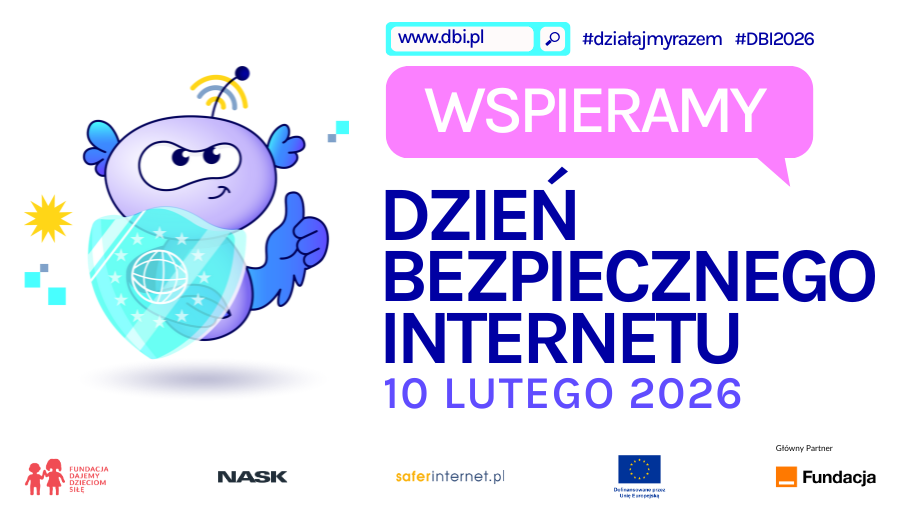 www.dbi.pl #działajmyrazem #DBI2026
WSPIERAMY
DZIEŃ
BEZPIECZNEGO
INTERNETU
10 LUTEGO 2026
Główny Partner
FUNDACJA
DAJEMY
DZIECIOM
SIŁĘ
NASK
saferinternet.pl
Dofinansowane przez
Unię Europejską
Fundacja